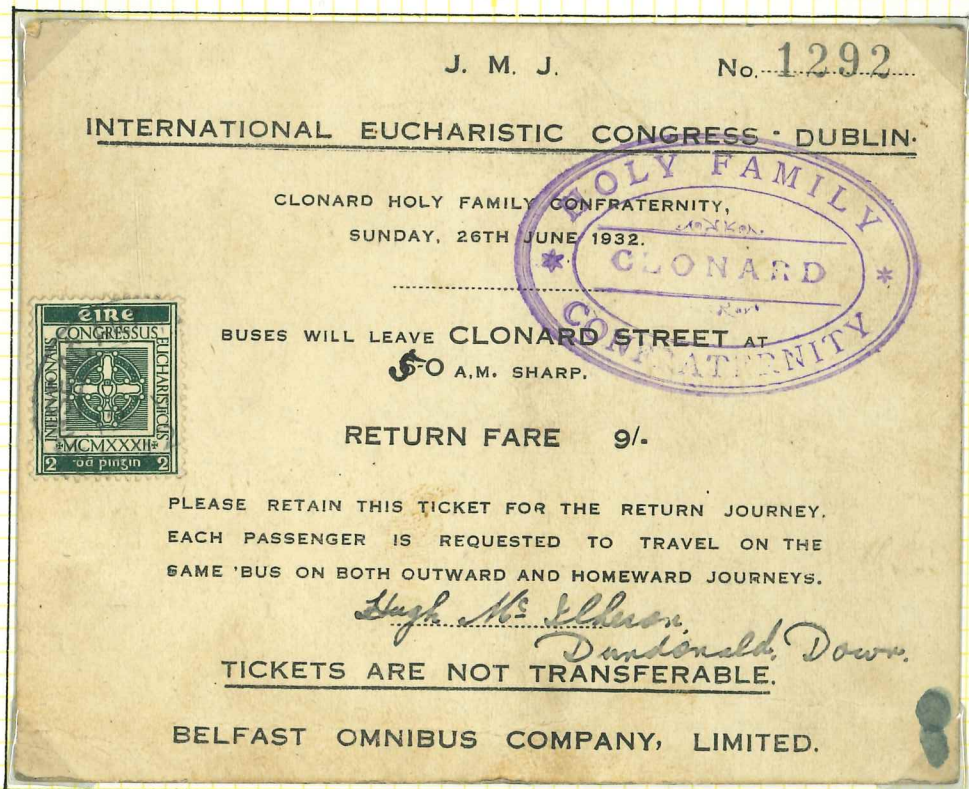 J. M. J. No. 1292
INTERNATIONAL EUCHARISTIC CONGRESS · DUBLIN.
CLONARD HOLY FAMILY CONFRATERNITY,
SUNDAY, 26TH JUNE 1932.
HOLY FAMILY
CLONARD
CONFRATERNITY
BUSES WILL LEAVE CLONARD STREET AT
5-0 A.M. SHARP.
éire
CONGRESSUS
INTERNATIONALIS
EUCHARISTICUS
MCMXXXII
2 dá pinġin 2
RETURN FARE 9/-
PLEASE RETAIN THIS TICKET FOR THE RETURN JOURNEY.
EACH PASSENGER IS REQUESTED TO TRAVEL ON THE
SAME 'BUS ON BOTH OUTWARD AND HOMEWARD JOURNEYS.
Hugh Mc
Dundonald, Down.
TICKETS ARE NOT TRANSFERABLE.
BELFAST OMNIBUS COMPANY, LIMITED.